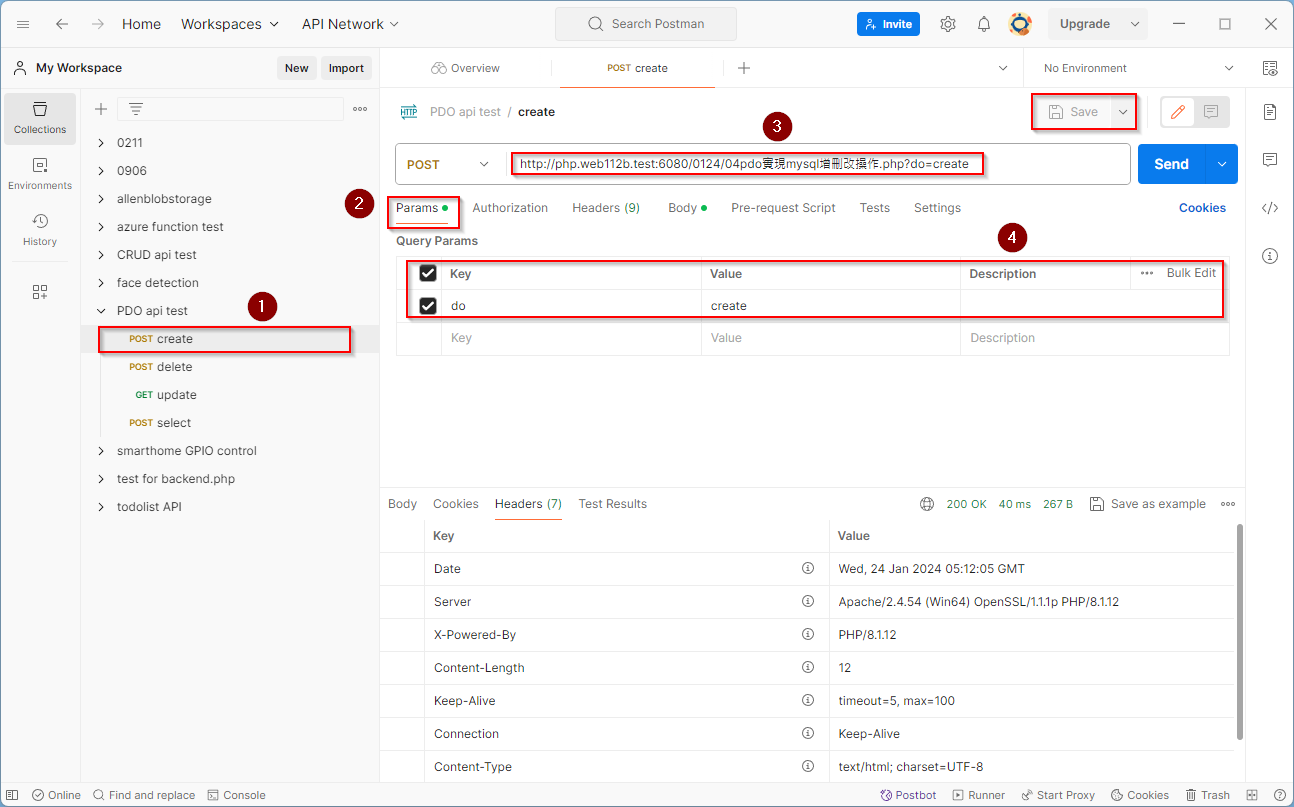 Home Workspaces API Network Search Postman Invite Upgrade
My Workspace New Import Overview POST create No Environment
Collections
Environments
History
0211
0906
allenblobstorage
azure function test
CRUD api test
face detection
PDO api test
1
POST create
POST delete
GET update
POST select
smarthome GPIO control
test for backend.php
todolist API
HTTP PDO api test / create Save
3
POST http://php.web112b.test:6080/0124/04pdo實現mysql增刪改操作.php?do=create Send
2
Params Authorization Headers (9) Body Pre-request Script Tests Settings Cookies
Query Params
4
Key Value Description Bulk Edit
do create
Key Value Description
Body Cookies Headers (7) Test Results 200 OK 40 ms 267 B Save as example
Key Value
Date Wed, 24 Jan 2024 05:12:05 GMT
Server Apache/2.4.54 (Win64) OpenSSL/1.1.1p PHP/8.1.12
X-Powered-By PHP/8.1.12
Content-Length 12
Keep-Alive timeout=5, max=100
Connection Keep-Alive
Content-Type text/html; charset=UTF-8
Online Find and replace Console Postbot Runner Start Proxy Cookies Trash